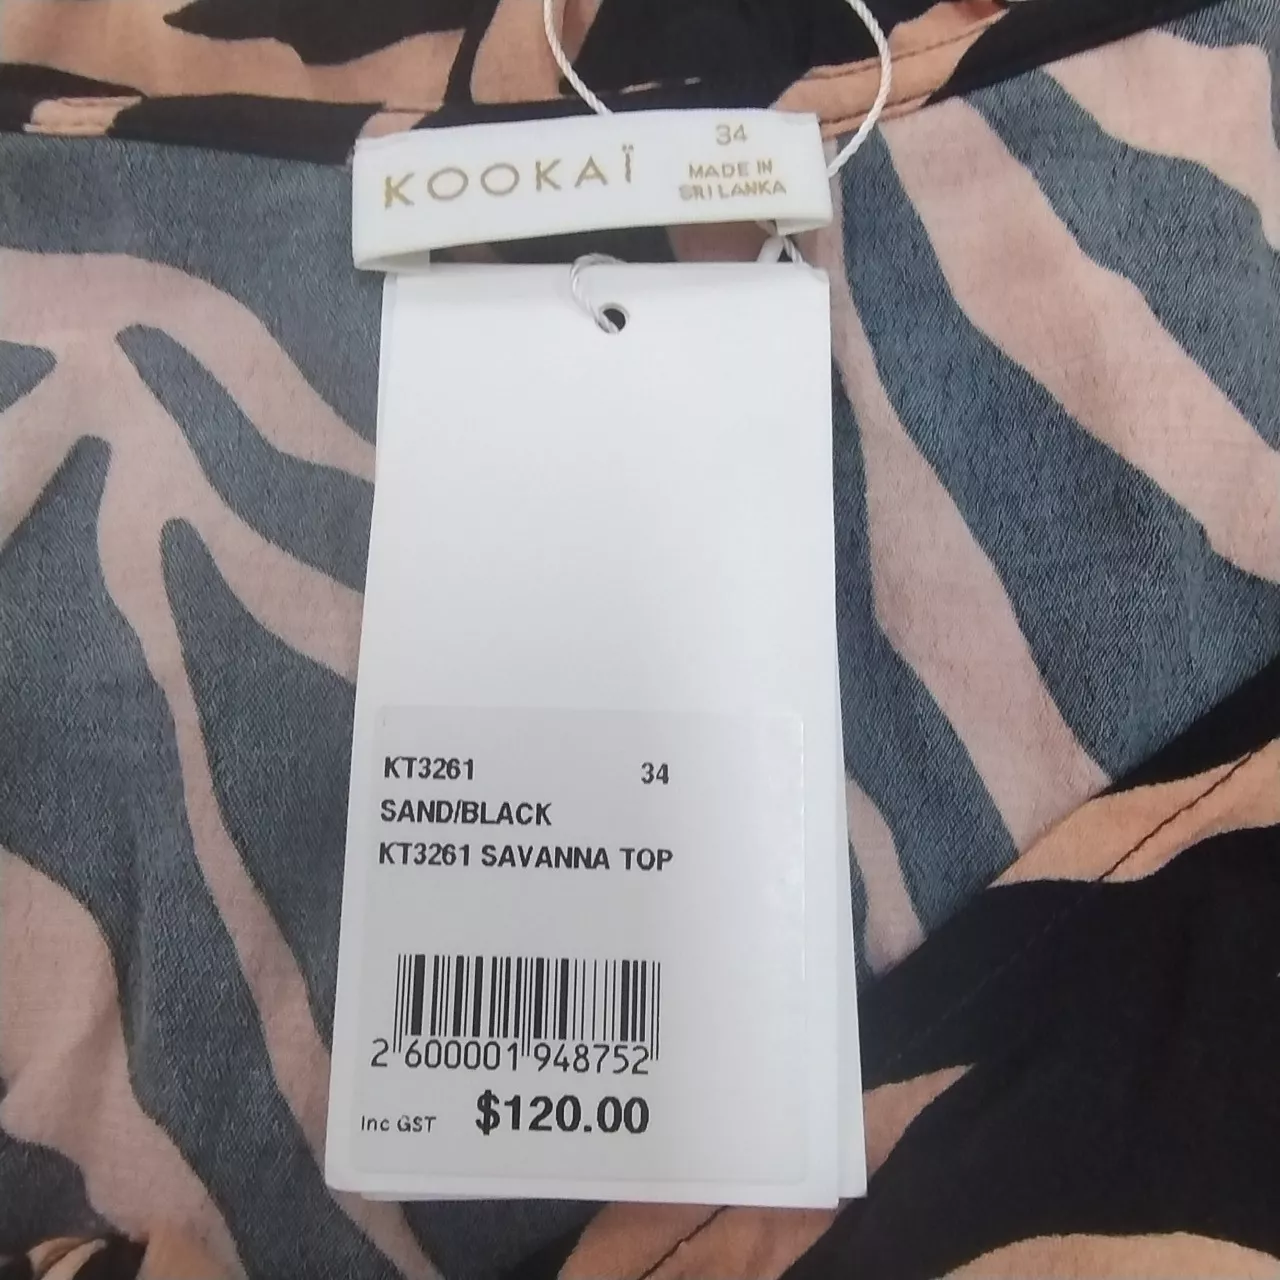 KOOKAÏ
34
MADE IN
SRI LANKA
KT3261 34
SAND/BLACK
KT3261 SAVANNA TOP
2 600001 948752
Inc GST $120.00